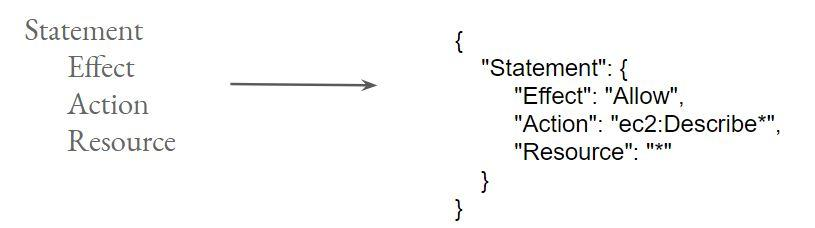 Statement
Effect
Action
Resource
{
"Statement": {
"Effect": "Allow",
"Action": "ec2:Describe*",
"Resource": "*"
}
}